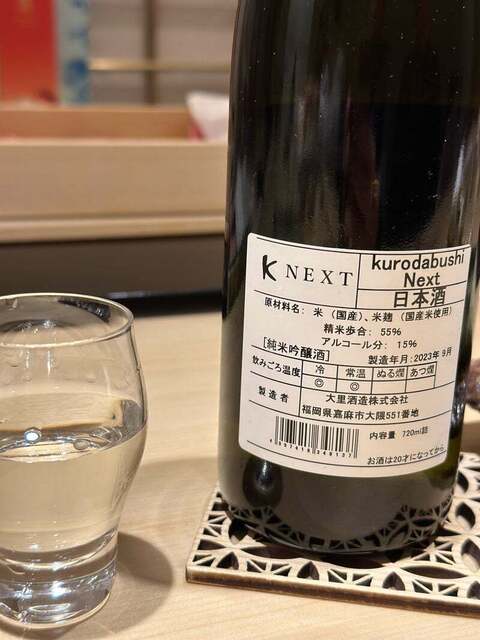 K NEXT
kurodabushi
Next
日本酒
原材料名： 米 （国産）、米麹 （国産米使用）
精米歩合： 55%
アルコール分： 15%
[純米吟醸酒]
製造年月：2023年 9月
飲みごろ温度 冷 常温 ぬる燗 あつ燗
◎ ◎
製造者 大里酒造株式会社
福岡県嘉麻市大隈551番地
内容量 720ml詰
お酒は20才になってから